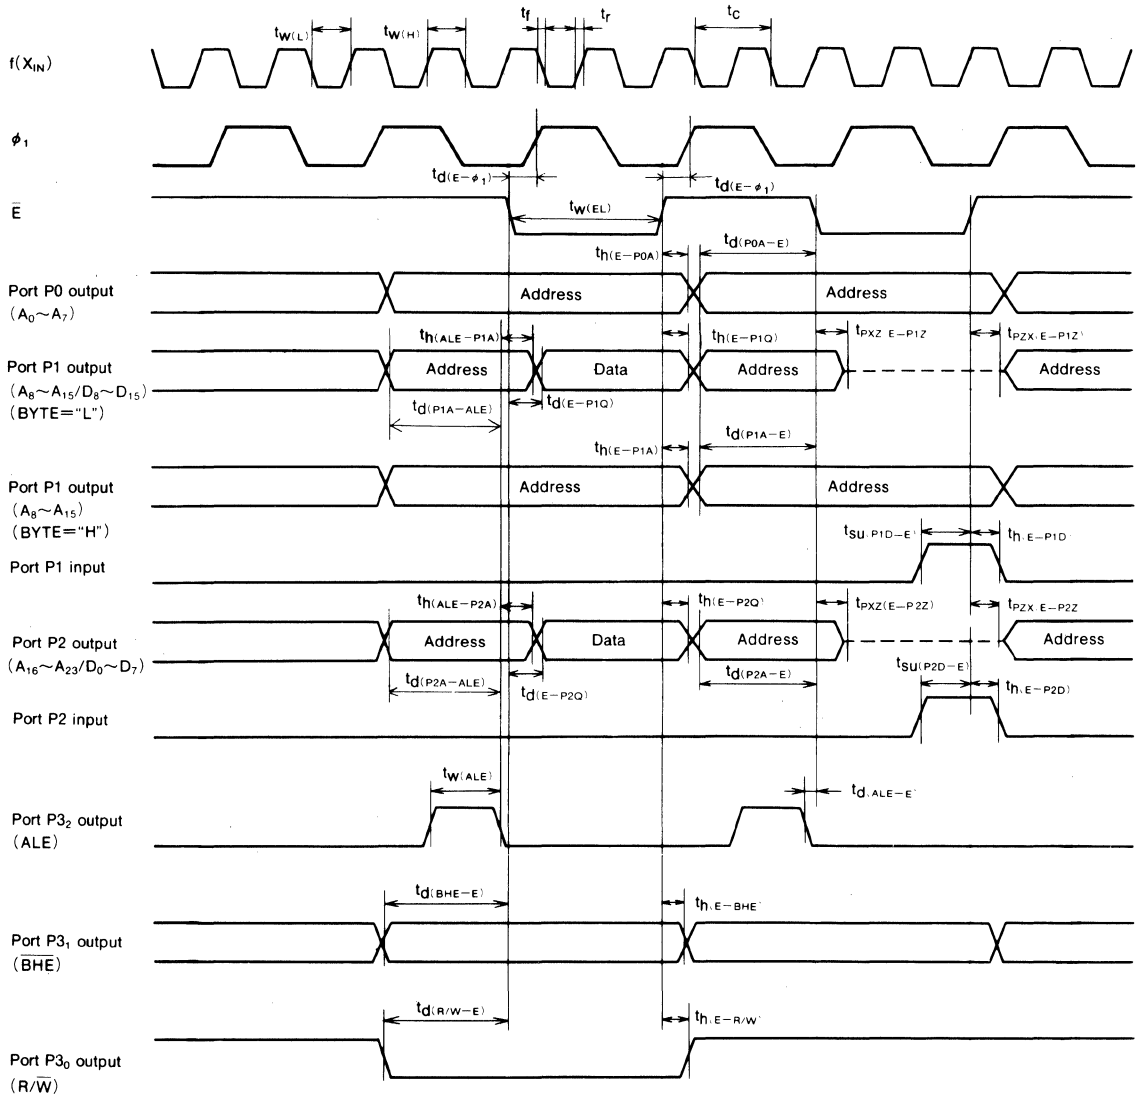 tW(L) tW(H) tf tr tC
f(XIN)
ϕ1
td(E−ϕ1) td(E−ϕ1)
E̅
tW(EL)
th(E−P0A) td(P0A−E)
Port P0 output
(A0〜A7)
Address Address
th(ALE−P1A) th(E−P1Q) tPXZ E−P1Z tPZX(E−P1Z)
Port P1 output
(A8〜A15/D8〜D15)
(BYTE="L")
Address Data Address Address
td(P1A−ALE) td(E−P1Q)
th(E−P1A) td(P1A−E)
Port P1 output
(A8〜A15)
(BYTE="H")
Address Address
tsu(P1D−E) th(E−P1D
Port P1 input
th(ALE−P2A) th(E−P2Q) tPXZ(E−P2Z) tPZX(E−P2Z
Port P2 output
(A16〜A23/D0〜D7)
Address Data Address Address
td(P2A−ALE) td(E−P2Q) td(P2A−E) tsu(P2D−E) th(E−P2D)
Port P2 input
tW(ALE) td(ALE−E)
Port P32 output
(ALE)
td(BHE−E) th(E−BHE)
Port P31 output
(B̅H̅E̅)
td(R/W−E) th(E−R/W)
Port P30 output
(R/W̅)